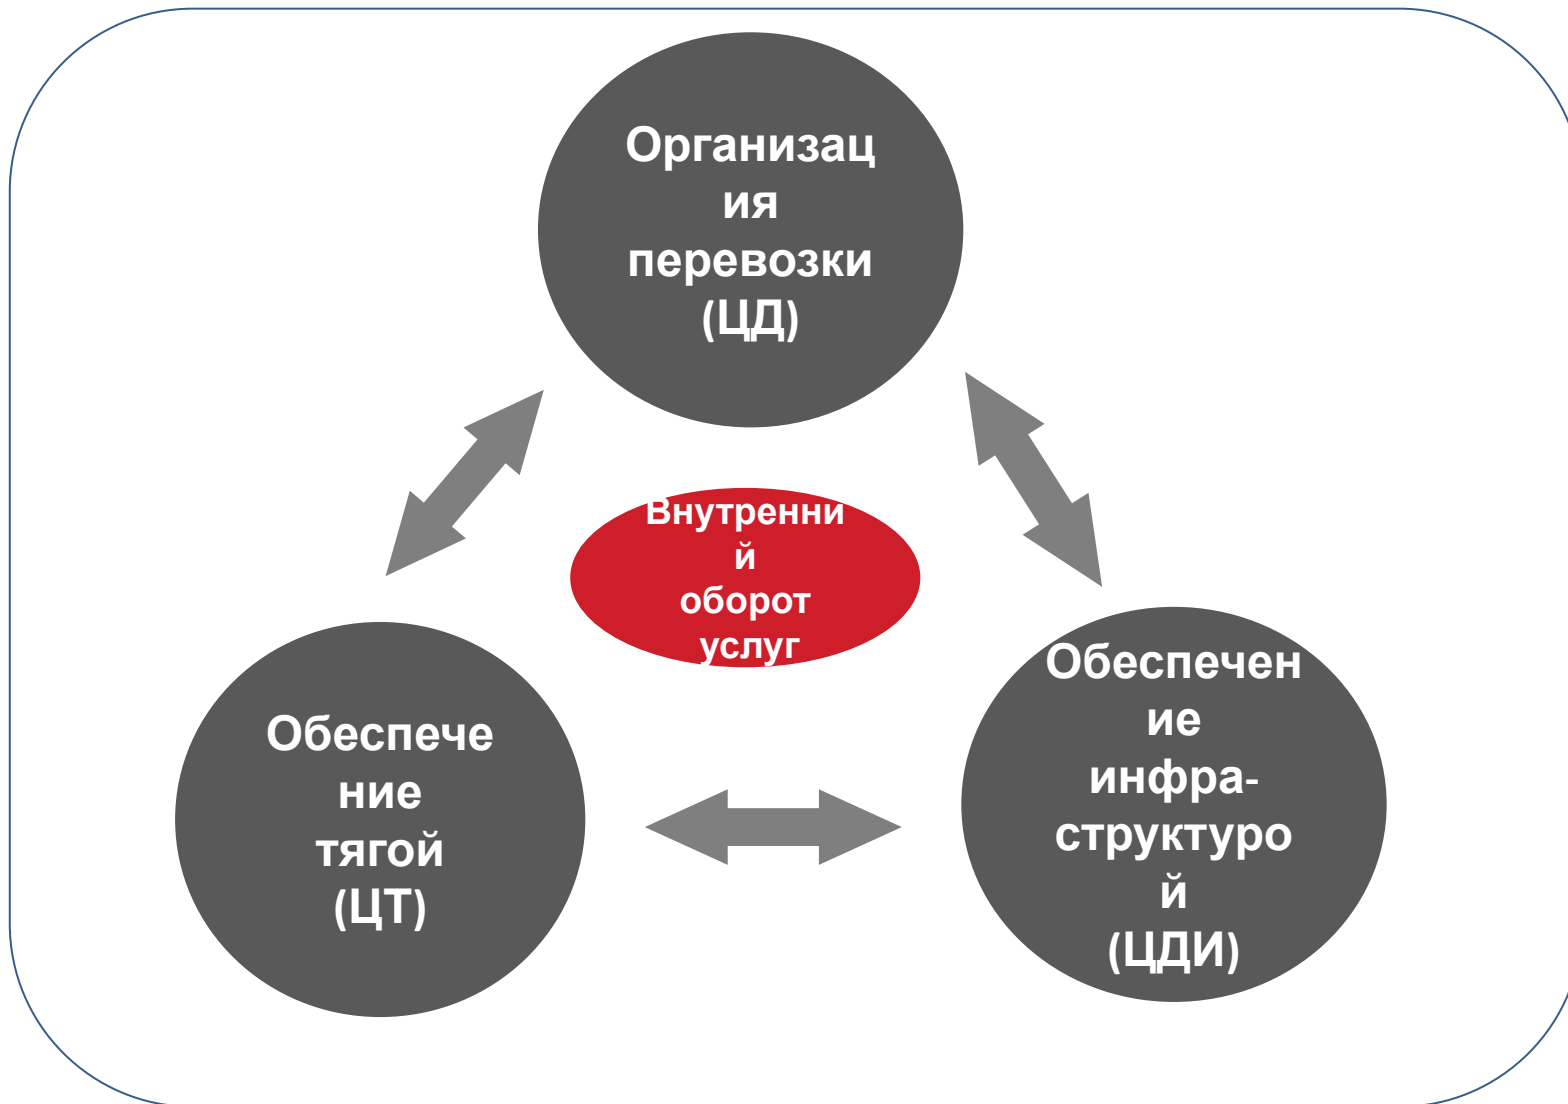 Организац
ия
перевозки
(ЦД)
Внутренни
й
оборот
услуг
Обеспече
ние
тягой
(ЦТ)
Обеспечен
ие
инфра-
структуро
й
(ЦДИ)